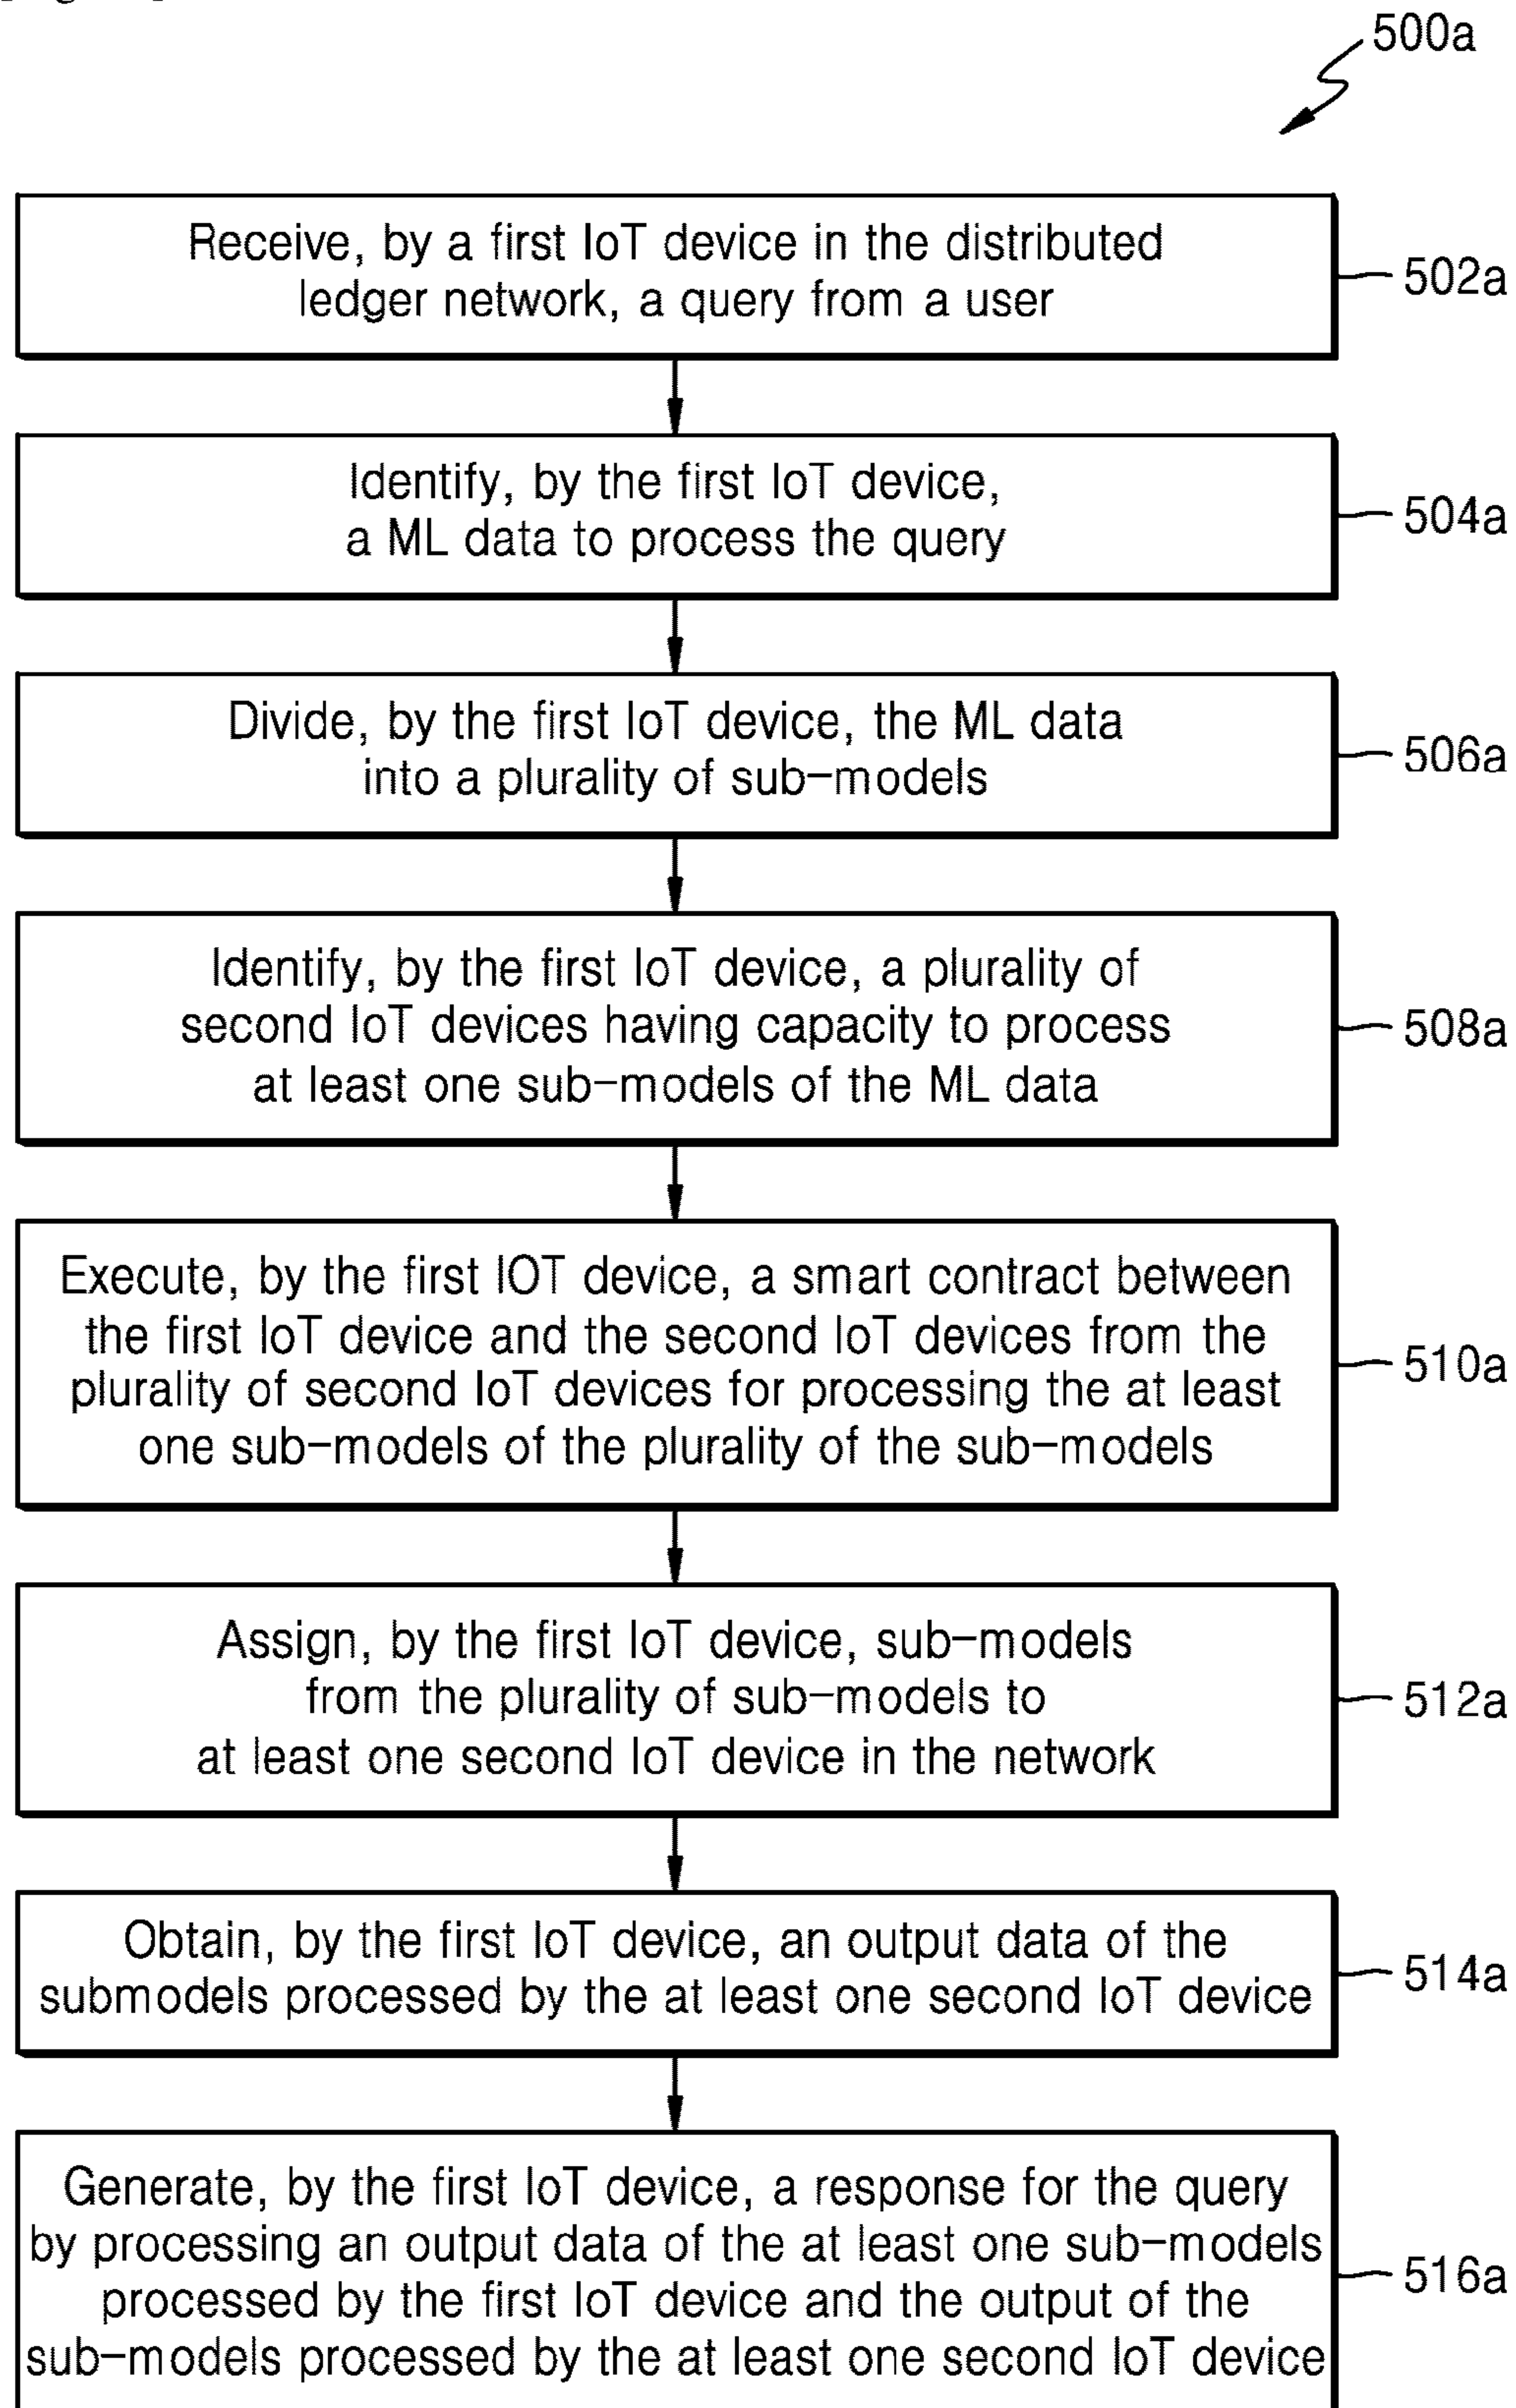 500a
Receive, by a first IoT device in the distributed
ledger network, a query from a user
502a
Identify, by the first IoT device,
a ML data to process the query
504a
Divide, by the first IoT device, the ML data
into a plurality of sub-models
506a
Identify, by the first IoT device, a plurality of
second IoT devices having capacity to process
at least one sub-models of the ML data
508a
Execute, by the first IOT device, a smart contract between
the first IoT device and the second IoT devices from the
plurality of second IoT devices for processing the at least
one sub-models of the plurality of the sub-models
510a
Assign, by the first IoT device, sub-models
from the plurality of sub-models to
at least one second IoT device in the network
512a
Obtain, by the first IoT device, an output data of the
submodels processed by the at least one second IoT device
514a
Generate, by the first IoT device, a response for the query
by processing an output data of the at least one sub-models
processed by the first IoT device and the output of the
sub-models processed by the at least one second IoT device
516a